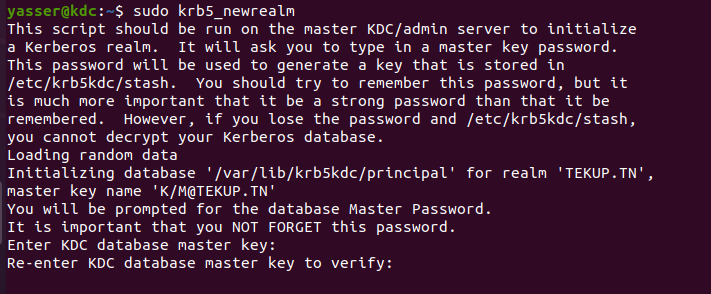 yasser@kdc:~$ sudo krb5_newrealm
This script should be run on the master KDC/admin server to initialize
a Kerberos realm.  It will ask you to type in a master key password.
This password will be used to generate a key that is stored in
/etc/krb5kdc/stash.  You should try to remember this password, but it
is much more important that it be a strong password than that it be
remembered.  However, if you lose the password and /etc/krb5kdc/stash,
you cannot decrypt your Kerberos database.
Loading random data
Initializing database '/var/lib/krb5kdc/principal' for realm 'TEKUP.TN',
master key name 'K/M@TEKUP.TN'
You will be prompted for the database Master Password.
It is important that you NOT FORGET this password.
Enter KDC database master key:
Re-enter KDC database master key to verify: